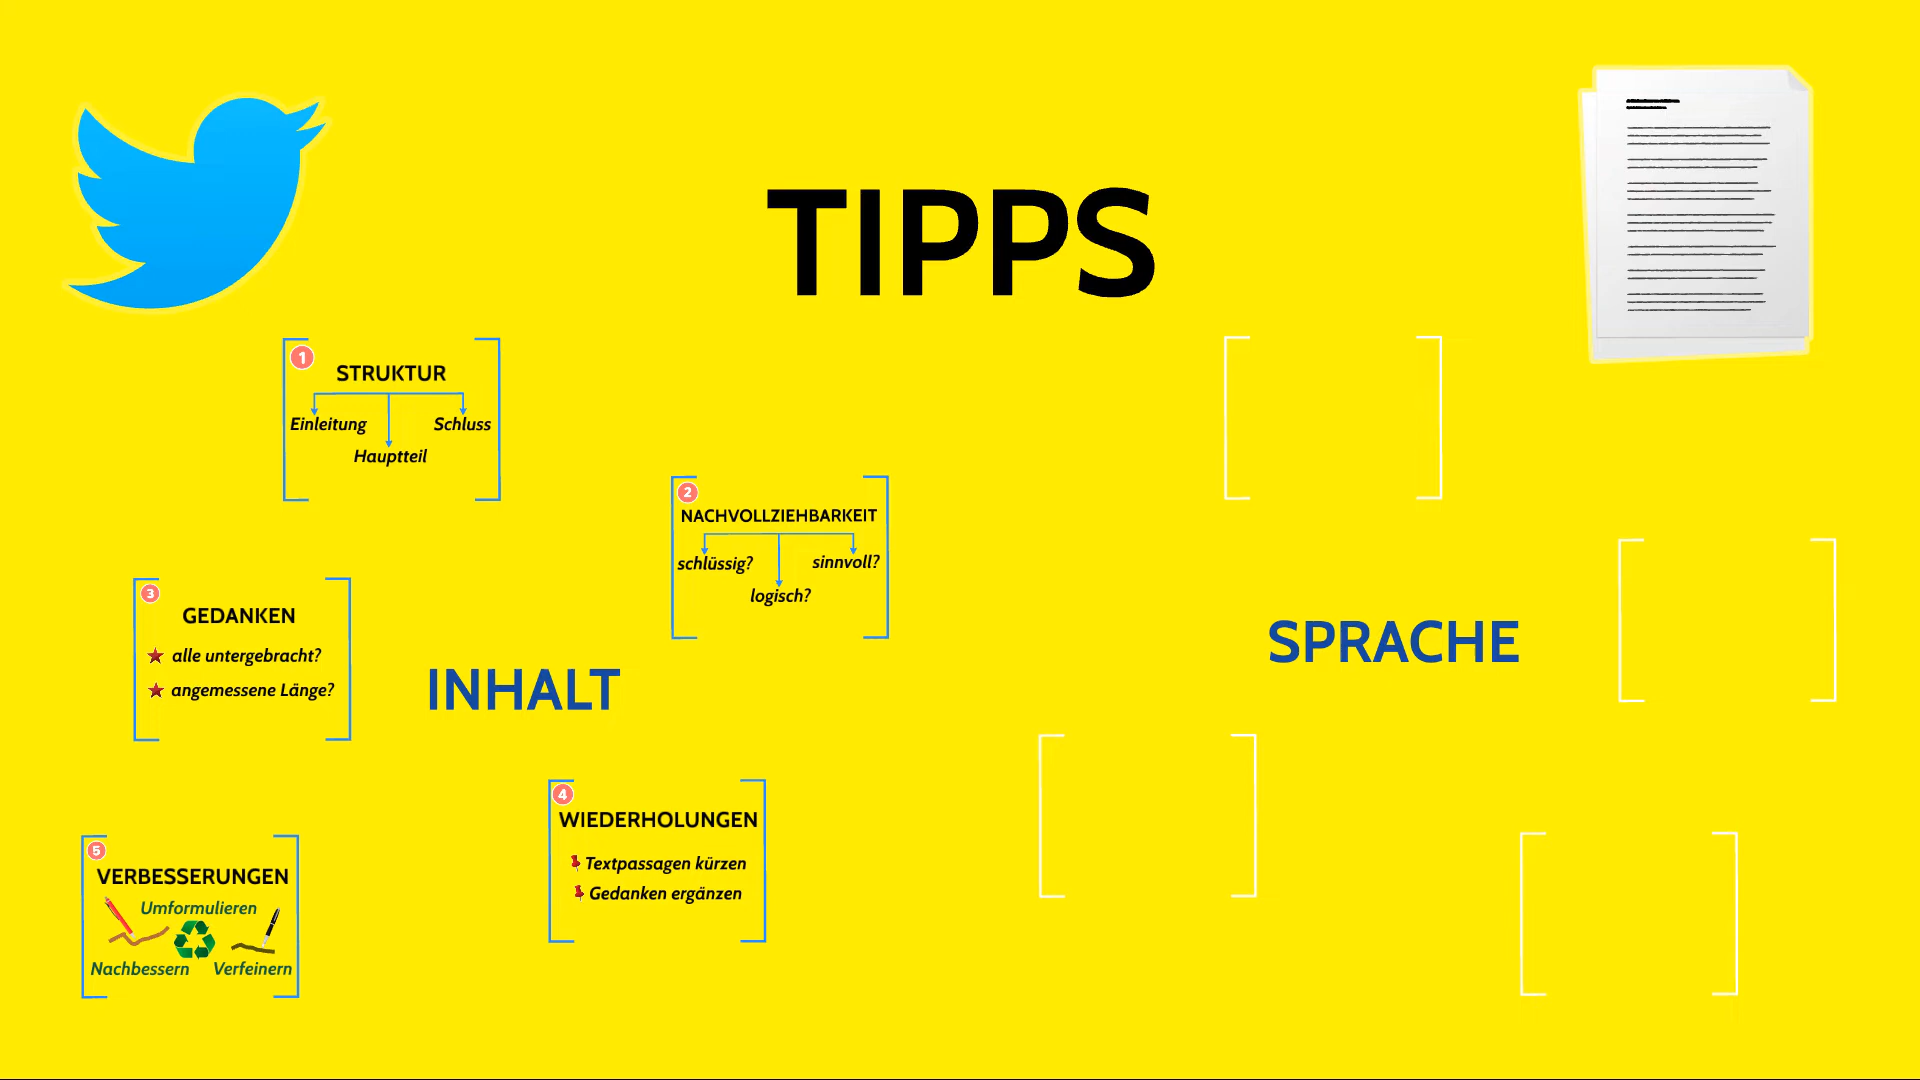 TIPPS
1
STRUKTUR
Einleitung
Schluss
Hauptteil
2
NACHVOLLZIEHBARKEIT
schlüssig?
sinnvoll?
logisch?
3
GEDANKEN
alle untergebracht?
angemessene Länge?
INHALT
4
WIEDERHOLUNGEN
Textpassagen kürzen
Gedanken ergänzen
5
VERBESSERUNGEN
Umformulieren
Nachbessern
Verfeinern
SPRACHE